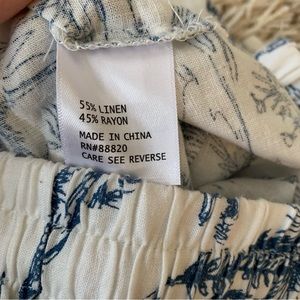 55% LINEN
45% RAYON
MADE IN CHINA
RN#88820
CARE SEE REVERSE